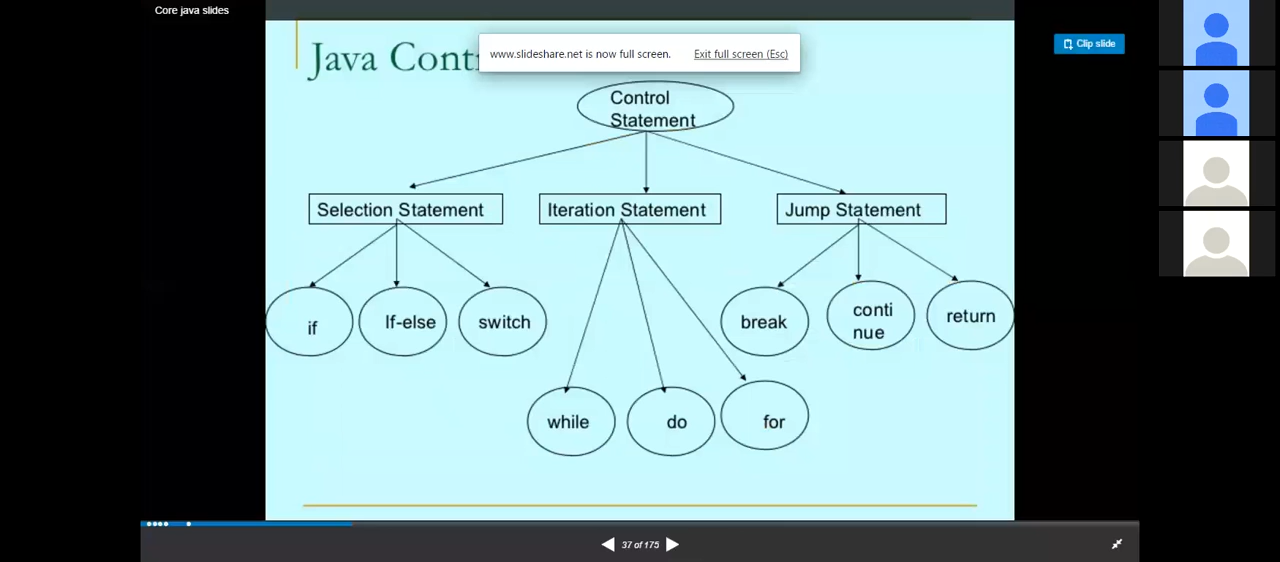 Core java slides
Java Cont
www.slideshare.net is now full screen.
Exit full screen (Esc)
Clip slide
Control
Statement
Selection Statement
Iteration Statement
Jump Statement
if
If-else
switch
break
conti
nue
return
while
do
for
37 of 175